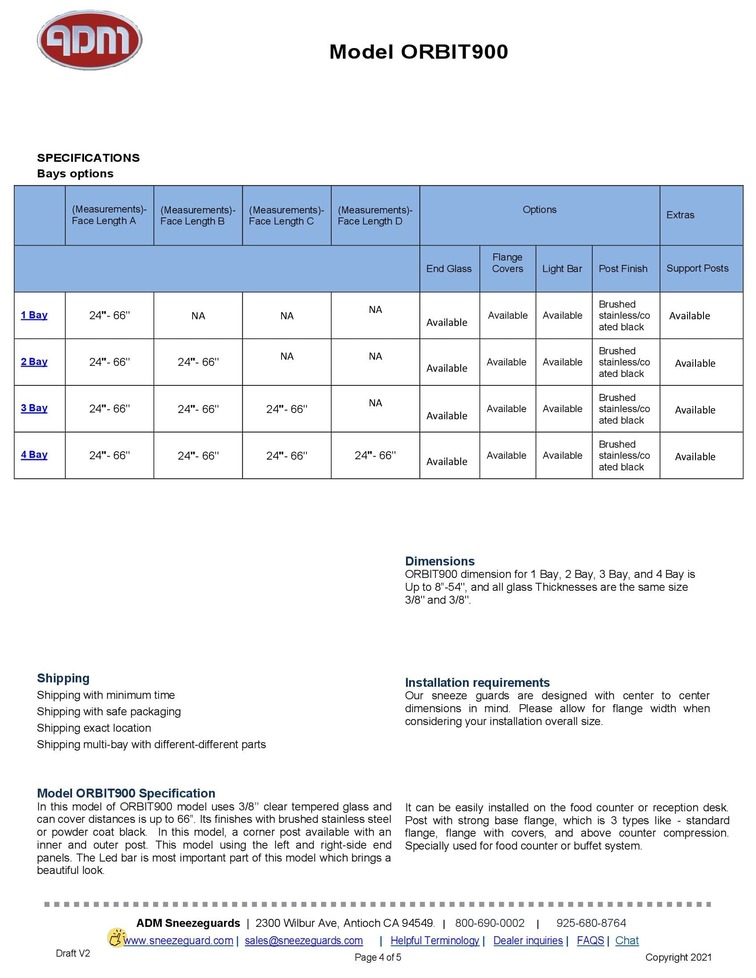 ADM
Model ORBIT900
SPECIFICATIONS
Bays options
(Measurements)- Face Length A | (Measurements)- Face Length B | (Measurements)- Face Length C | (Measurements)- Face Length D | Options | Extras
End Glass | Flange Covers | Light Bar | Post Finish | Support Posts
1 Bay | 24"- 66" | NA | NA | NA | Available | Available | Available | Brushed stainless/co ated black | Available
2 Bay | 24"- 66" | 24"- 66" | NA | NA | Available | Available | Available | Brushed stainless/co ated black | Available
3 Bay | 24"- 66" | 24"- 66" | 24"- 66" | NA | Available | Available | Available | Brushed stainless/co ated black | Available
4 Bay | 24"- 66" | 24"- 66" | 24"- 66" | 24"- 66" | Available | Available | Available | Brushed stainless/co ated black | Available
Dimensions
ORBIT900 dimension for 1 Bay, 2 Bay, 3 Bay, and 4 Bay is
Up to 8"-54", and all glass Thicknesses are the same size
3/8" and 3/8".
Shipping
Shipping with minimum time
Shipping with safe packaging
Shipping exact location
Shipping multi-bay with different-different parts
Installation requirements
Our sneeze guards are designed with center to center
dimensions in mind. Please allow for flange width when
considering your installation overall size.
Model ORBIT900 Specification
In this model of ORBIT900 model uses 3/8" clear tempered glass and
can cover distances is up to 66". Its finishes with brushed stainless steel
or powder coat black. In this model, a corner post available with an
inner and outer post. This model using the left and right-side end
panels. The Led bar is most important part of this model which brings a
beautiful look.
It can be easily installed on the food counter or reception desk.
Post with strong base flange, which is 3 types like - standard
flange, flange with covers, and above counter compression.
Specially used for food counter or buffet system.
ADM Sneezeguards | 2300 Wilbur Ave, Antioch CA 94549. | 800-690-0002 | 925-680-8764
www.sneezeguard.com | sales@sneezeguards.com | Helpful Terminology | Dealer inquiries | FAQS | Chat
Draft V2
Page 4 of 5
Copyright 2021